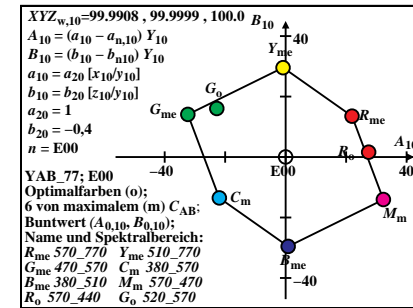 XYZw,10=99.9908 , 99.9999 , 100.0
A10 = (a10 − an,10) Y10
B10 = (b10 − bn10) Y10
a10 = a20 [x10/y10]
b10 = b20 [z10/y10]
a20 = 1
b20 = −0,4
n = E00
YAB_77; E00
Optimalfarben (o);
6 von maximalem (m) CAB;
Buntwert (A0,10, B0,10);
Name und Spektralbereich:
Rme 570_770 Yme 510_770
Gme 470_570 Cm 380_570
Bme 380_510 Mm 570_470
Ro 570_440 Go 520_570
B10
40
Yme
Go
Gme
Rme
Ro
A10
−40
E00
40
Cm
Mm
Bme
−40